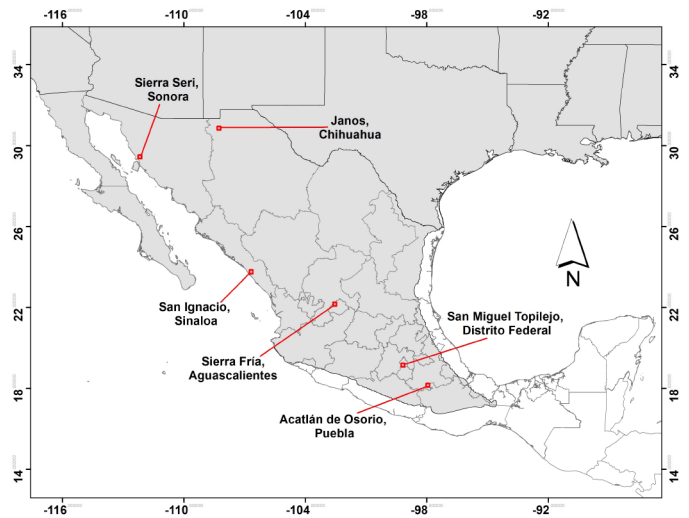 -116 -110 -104 -98 -92
34
34
Sierra Seri,
Sonora
Janos,
Chihuahua
30
30
26
26
N
22
22
San Ignacio,
Sinaloa
San Miguel Topilejo,
Distrito Federal
Sierra Fría,
Aguascalientes
18
18
Acatlán de Osorio,
Puebla
14
14
-116 -110 -104 -98 -92